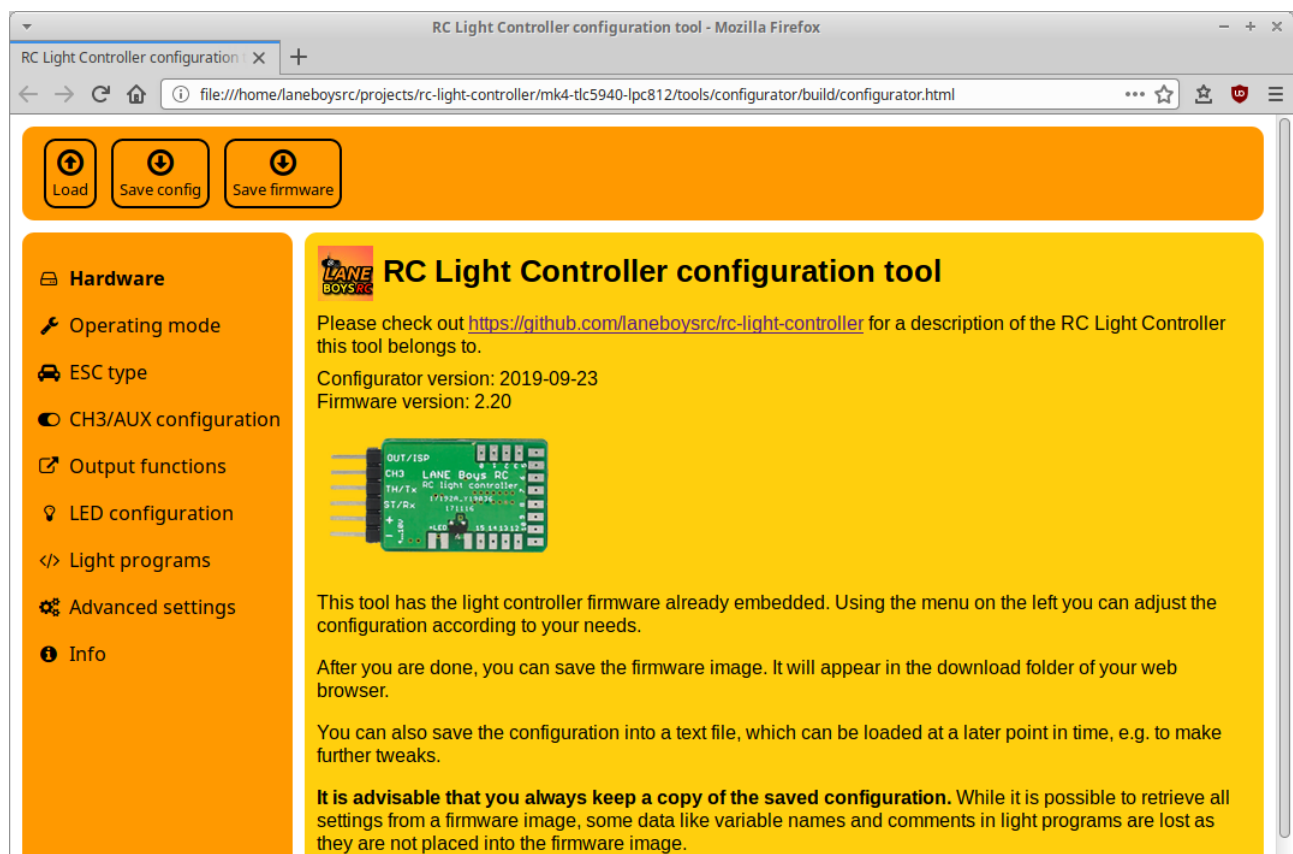 RC Light Controller configuration tool - Mozilla Firefox
RC Light Controller configuration t
file:///home/laneboysrc/projects/rc-light-controller/mk4-tlc5940-lpc812/tools/configurator/build/configurator.html
Load
Save config
Save firmware
Hardware
Operating mode
ESC type
CH3/AUX configuration
Output functions
LED configuration
Light programs
Advanced settings
Info
LANE
BOYSRC
RC Light Controller configuration tool
Please check out https://github.com/laneboysrc/rc-light-controller for a description of the RC Light Controller
this tool belongs to.
Configurator version: 2019-09-23
Firmware version: 2.20
OUT/ISP
CH3
TH/Tx
ST/Rx
LANE Boys RC
RC light controller
171116
+LED
15 14 13 12
This tool has the light controller firmware already embedded. Using the menu on the left you can adjust the
configuration according to your needs.
After you are done, you can save the firmware image. It will appear in the download folder of your web
browser.
You can also save the configuration into a text file, which can be loaded at a later point in time, e.g. to make
further tweaks.
It is advisable that you always keep a copy of the saved configuration. While it is possible to retrieve all
settings from a firmware image, some data like variable names and comments in light programs are lost as
they are not placed into the firmware image.